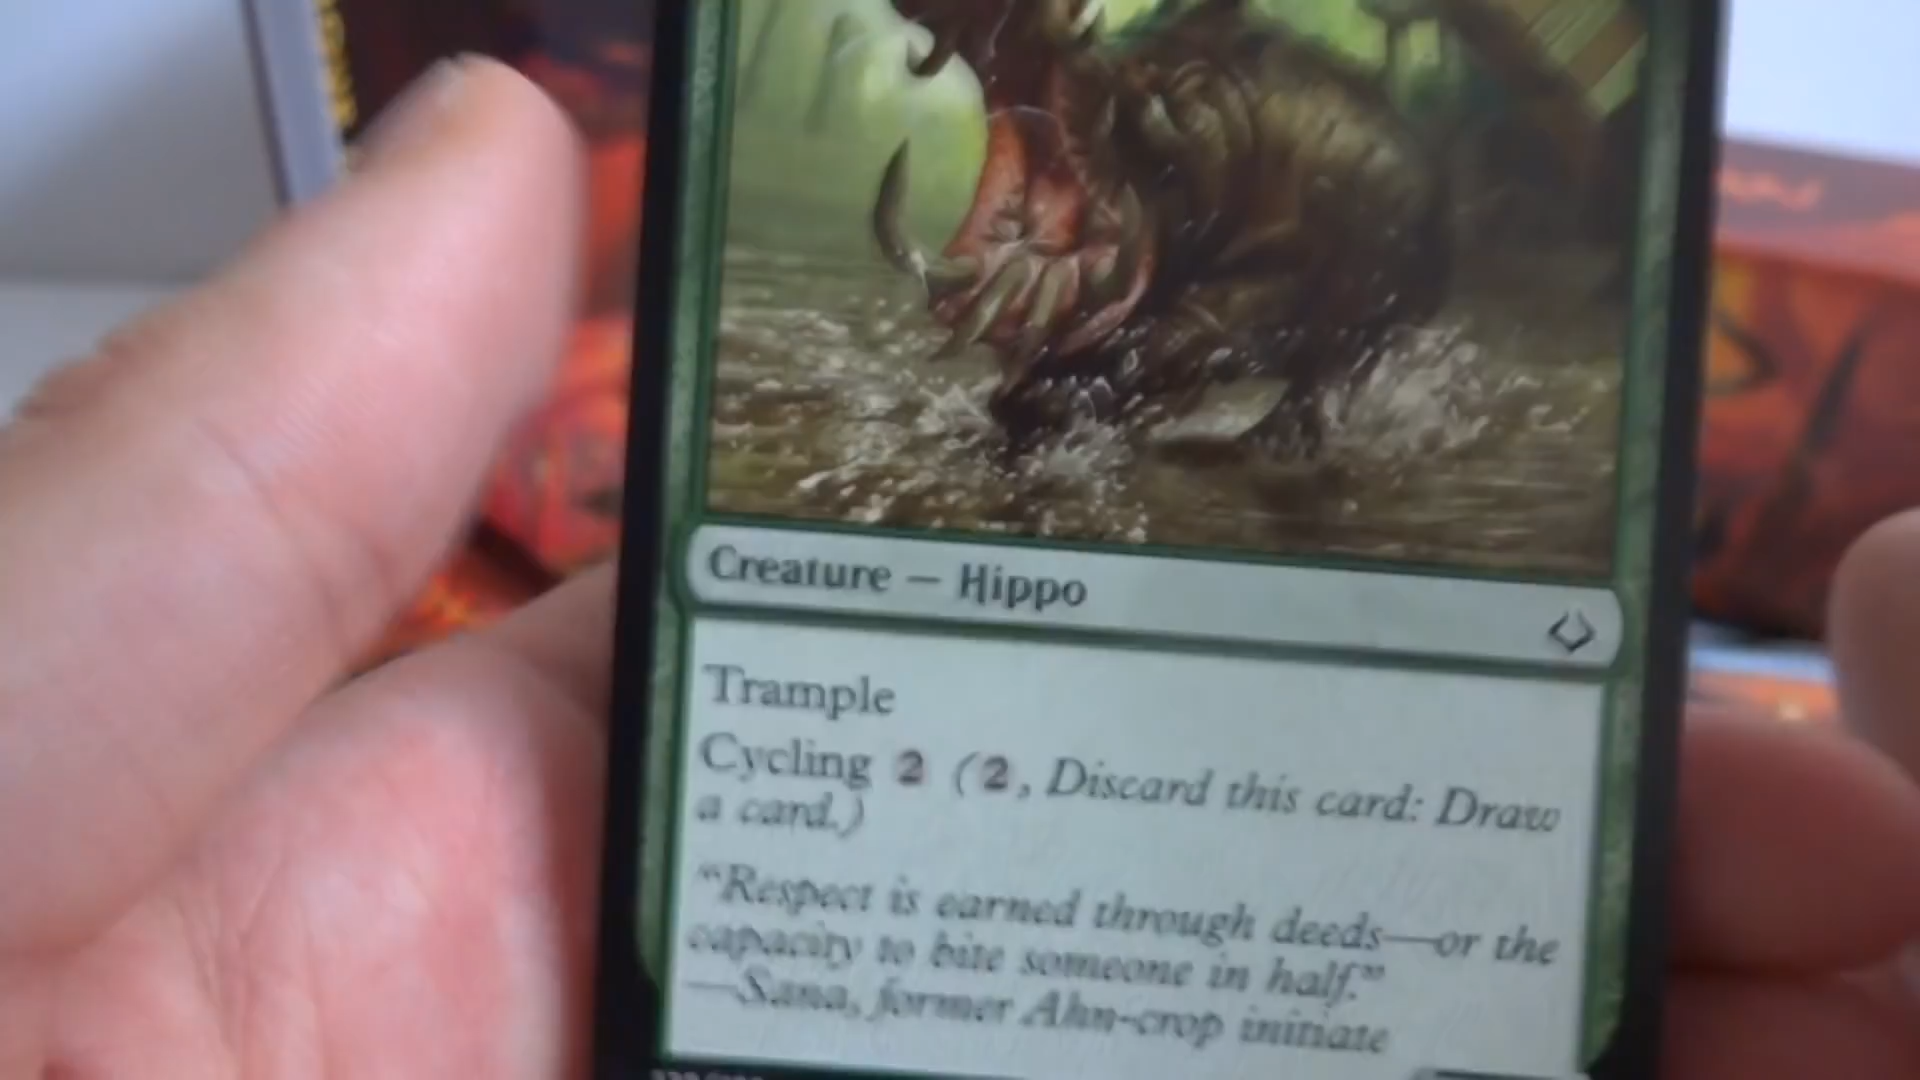 Creature — Hippo
Trample
Cycling 2 (2, Discard this card: Draw
a card.)
"Respect is earned through deeds—or the
capacity to bite someone in half."
—Sana, former Ahn-crop initiate